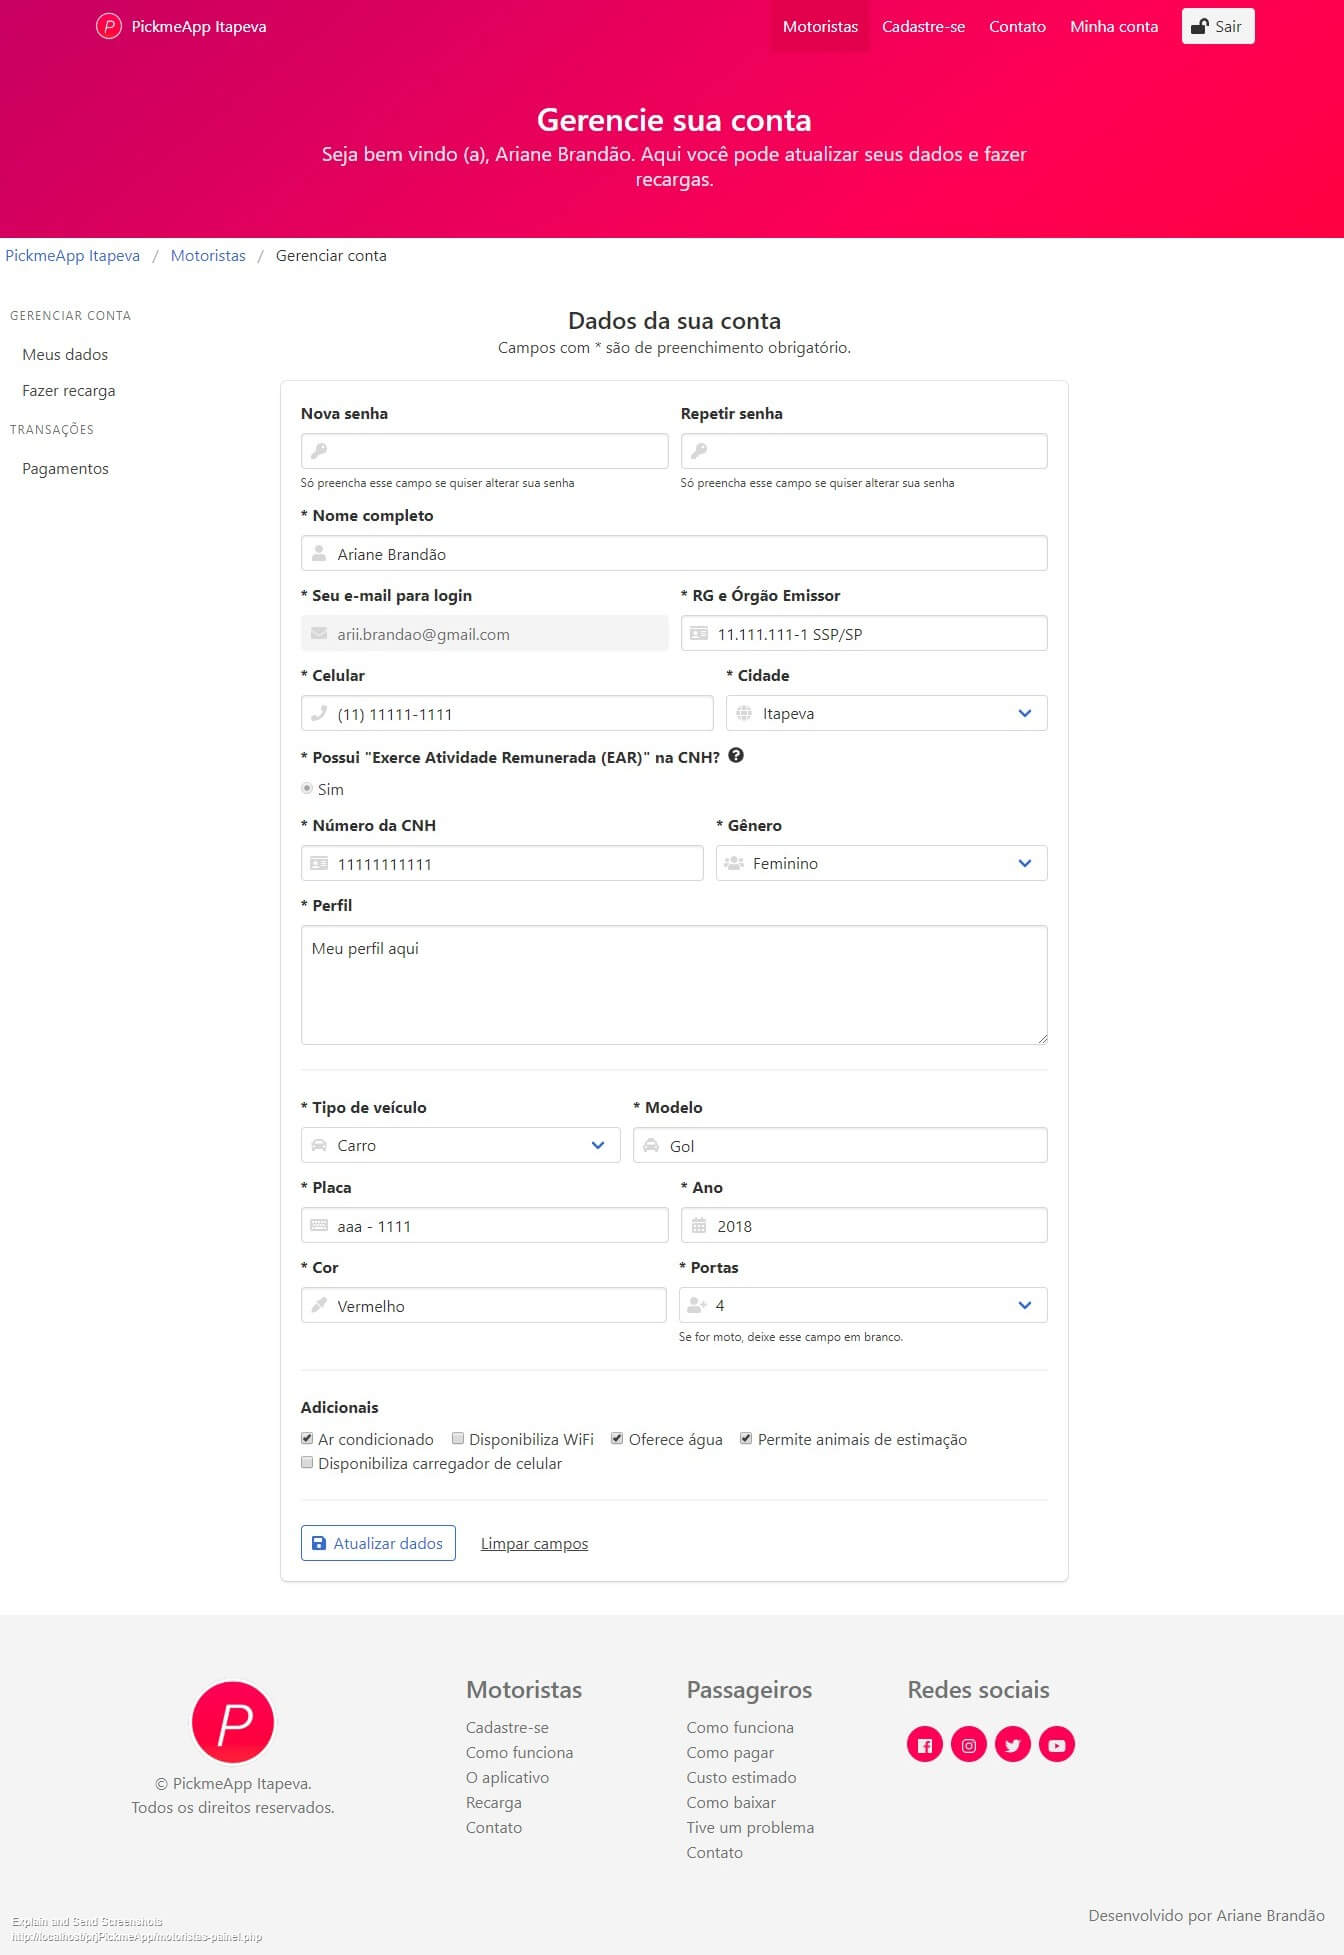 PickmeApp Itapeva
Motoristas Cadastre-se Contato Minha conta Sair
Gerencie sua conta
Seja bem vindo (a), Ariane Brandão. Aqui você pode atualizar seus dados e fazer
recargas.
PickmeApp Itapeva / Motoristas / Gerenciar conta
GERENCIAR CONTA
Meus dados
Fazer recarga
TRANSAÇÕES
Pagamentos
Dados da sua conta
Campos com * são de preenchimento obrigatório.
Nova senha Repetir senha
Só preencha esse campo se quiser alterar sua senha Só preencha esse campo se quiser alterar sua senha
* Nome completo
Ariane Brandão
* Seu e-mail para login * RG e Órgão Emissor
arii.brandao@gmail.com 11.111.111-1 SSP/SP
* Celular * Cidade
(11) 11111-1111 Itapeva
* Possui "Exerce Atividade Remunerada (EAR)" na CNH? ?
Sim
* Número da CNH * Gênero
11111111111 Feminino
* Perfil
Meu perfil aqui
* Tipo de veículo * Modelo
Carro Gol
* Placa * Ano
aaa - 1111 2018
* Cor * Portas
Vermelho 4
Se for moto, deixe esse campo em branco.
Adicionais
Ar condicionado Disponibiliza WiFi Oferece água Permite animais de estimação
Disponibiliza carregador de celular
Atualizar dados Limpar campos
P
© PickmeApp Itapeva.
Todos os direitos reservados.
Motoristas
Cadastre-se
Como funciona
O aplicativo
Recarga
Contato
Passageiros
Como funciona
Como pagar
Custo estimado
Como baixar
Tive um problema
Contato
Redes sociais
Desenvolvido por Ariane Brandão
Explain and Send Screenshots
http://localhost/prjPickmeApp/motoristas-painel.php